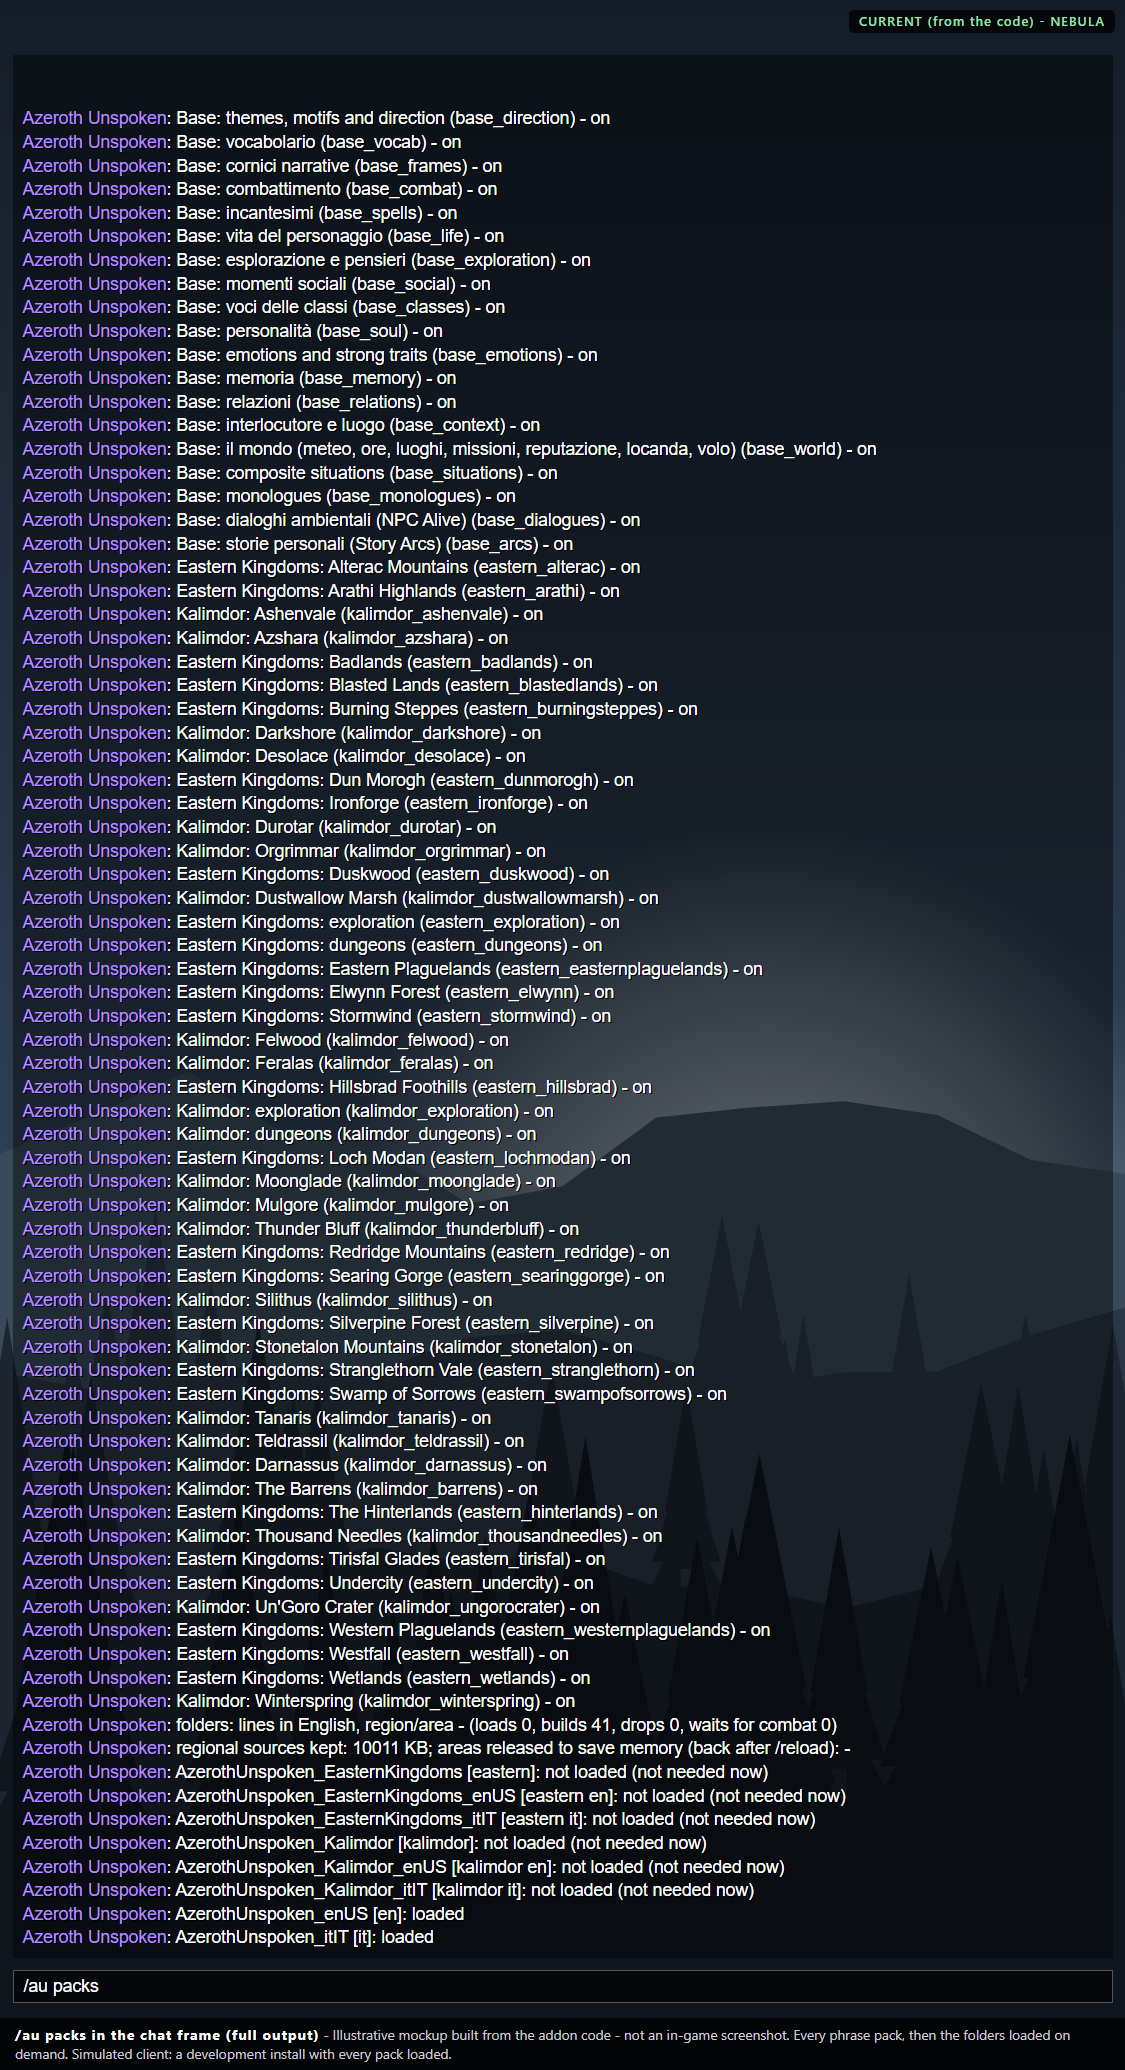 CURRENT (from the code) - NEBULA
Azeroth Unspoken: Base: themes, motifs and direction (base_direction) - on
Azeroth Unspoken: Base: vocabolario (base_vocab) - on
Azeroth Unspoken: Base: cornici narrative (base_frames) - on
Azeroth Unspoken: Base: combattimento (base_combat) - on
Azeroth Unspoken: Base: incantesimi (base_spells) - on
Azeroth Unspoken: Base: vita del personaggio (base_life) - on
Azeroth Unspoken: Base: esplorazione e pensieri (base_exploration) - on
Azeroth Unspoken: Base: momenti sociali (base_social) - on
Azeroth Unspoken: Base: voci delle classi (base_classes) - on
Azeroth Unspoken: Base: personalità (base_soul) - on
Azeroth Unspoken: Base: emotions and strong traits (base_emotions) - on
Azeroth Unspoken: Base: memoria (base_memory) - on
Azeroth Unspoken: Base: relazioni (base_relations) - on
Azeroth Unspoken: Base: interlocutore e luogo (base_context) - on
Azeroth Unspoken: Base: il mondo (meteo, ore, luoghi, missioni, reputazione, locanda, volo) (base_world) - on
Azeroth Unspoken: Base: composite situations (base_situations) - on
Azeroth Unspoken: Base: monologues (base_monologues) - on
Azeroth Unspoken: Base: dialoghi ambientali (NPC Alive) (base_dialogues) - on
Azeroth Unspoken: Base: storie personali (Story Arcs) (base_arcs) - on
Azeroth Unspoken: Eastern Kingdoms: Alterac Mountains (eastern_alterac) - on
Azeroth Unspoken: Eastern Kingdoms: Arathi Highlands (eastern_arathi) - on
Azeroth Unspoken: Kalimdor: Ashenvale (kalimdor_ashenvale) - on
Azeroth Unspoken: Kalimdor: Azshara (kalimdor_azshara) - on
Azeroth Unspoken: Eastern Kingdoms: Badlands (eastern_badlands) - on
Azeroth Unspoken: Eastern Kingdoms: Blasted Lands (eastern_blastedlands) - on
Azeroth Unspoken: Eastern Kingdoms: Burning Steppes (eastern_burningsteppes) - on
Azeroth Unspoken: Kalimdor: Darkshore (kalimdor_darkshore) - on
Azeroth Unspoken: Kalimdor: Desolace (kalimdor_desolace) - on
Azeroth Unspoken: Eastern Kingdoms: Dun Morogh (eastern_dunmorogh) - on
Azeroth Unspoken: Eastern Kingdoms: Ironforge (eastern_ironforge) - on
Azeroth Unspoken: Kalimdor: Durotar (kalimdor_durotar) - on
Azeroth Unspoken: Kalimdor: Orgrimmar (kalimdor_orgrimmar) - on
Azeroth Unspoken: Eastern Kingdoms: Duskwood (eastern_duskwood) - on
Azeroth Unspoken: Kalimdor: Dustwallow Marsh (kalimdor_dustwallowmarsh) - on
Azeroth Unspoken: Eastern Kingdoms: exploration (eastern_exploration) - on
Azeroth Unspoken: Eastern Kingdoms: dungeons (eastern_dungeons) - on
Azeroth Unspoken: Eastern Kingdoms: Eastern Plaguelands (eastern_easternplaguelands) - on
Azeroth Unspoken: Eastern Kingdoms: Elwynn Forest (eastern_elwynn) - on
Azeroth Unspoken: Eastern Kingdoms: Stormwind (eastern_stormwind) - on
Azeroth Unspoken: Kalimdor: Felwood (kalimdor_felwood) - on
Azeroth Unspoken: Kalimdor: Feralas (kalimdor_feralas) - on
Azeroth Unspoken: Eastern Kingdoms: Hillsbrad Foothills (eastern_hillsbrad) - on
Azeroth Unspoken: Kalimdor: exploration (kalimdor_exploration) - on
Azeroth Unspoken: Kalimdor: dungeons (kalimdor_dungeons) - on
Azeroth Unspoken: Eastern Kingdoms: Loch Modan (eastern_lochmodan) - on
Azeroth Unspoken: Kalimdor: Moonglade (kalimdor_moonglade) - on
Azeroth Unspoken: Kalimdor: Mulgore (kalimdor_mulgore) - on
Azeroth Unspoken: Kalimdor: Thunder Bluff (kalimdor_thunderbluff) - on
Azeroth Unspoken: Eastern Kingdoms: Redridge Mountains (eastern_redridge) - on
Azeroth Unspoken: Eastern Kingdoms: Searing Gorge (eastern_searinggorge) - on
Azeroth Unspoken: Kalimdor: Silithus (kalimdor_silithus) - on
Azeroth Unspoken: Eastern Kingdoms: Silverpine Forest (eastern_silverpine) - on
Azeroth Unspoken: Kalimdor: Stonetalon Mountains (kalimdor_stonetalon) - on
Azeroth Unspoken: Eastern Kingdoms: Stranglethorn Vale (eastern_stranglethorn) - on
Azeroth Unspoken: Eastern Kingdoms: Swamp of Sorrows (eastern_swampofsorrows) - on
Azeroth Unspoken: Kalimdor: Tanaris (kalimdor_tanaris) - on
Azeroth Unspoken: Kalimdor: Teldrassil (kalimdor_teldrassil) - on
Azeroth Unspoken: Kalimdor: Darnassus (kalimdor_darnassus) - on
Azeroth Unspoken: Kalimdor: The Barrens (kalimdor_barrens) - on
Azeroth Unspoken: Eastern Kingdoms: The Hinterlands (eastern_hinterlands) - on
Azeroth Unspoken: Kalimdor: Thousand Needles (kalimdor_thousandneedles) - on
Azeroth Unspoken: Eastern Kingdoms: Tirisfal Glades (eastern_tirisfal) - on
Azeroth Unspoken: Eastern Kingdoms: Undercity (eastern_undercity) - on
Azeroth Unspoken: Kalimdor: Un'Goro Crater (kalimdor_ungorocrater) - on
Azeroth Unspoken: Eastern Kingdoms: Western Plaguelands (eastern_westernplaguelands) - on
Azeroth Unspoken: Eastern Kingdoms: Westfall (eastern_westfall) - on
Azeroth Unspoken: Eastern Kingdoms: Wetlands (eastern_wetlands) - on
Azeroth Unspoken: Kalimdor: Winterspring (kalimdor_winterspring) - on
Azeroth Unspoken: folders: lines in English, region/area - (loads 0, builds 41, drops 0, waits for combat 0)
Azeroth Unspoken: regional sources kept: 10011 KB; areas released to save memory (back after /reload): -
Azeroth Unspoken: AzerothUnspoken_EasternKingdoms [eastern]: not loaded (not needed now)
Azeroth Unspoken: AzerothUnspoken_EasternKingdoms_enUS [eastern en]: not loaded (not needed now)
Azeroth Unspoken: AzerothUnspoken_EasternKingdoms_itIT [eastern it]: not loaded (not needed now)
Azeroth Unspoken: AzerothUnspoken_Kalimdor [kalimdor]: not loaded (not needed now)
Azeroth Unspoken: AzerothUnspoken_Kalimdor_enUS [kalimdor en]: not loaded (not needed now)
Azeroth Unspoken: AzerothUnspoken_Kalimdor_itIT [kalimdor it]: not loaded (not needed now)
Azeroth Unspoken: AzerothUnspoken_enUS [en]: loaded
Azeroth Unspoken: AzerothUnspoken_itIT [it]: loaded
/au packs
/au packs in the chat frame (full output) - Illustrative mockup built from the addon code - not an in-game screenshot. Every phrase pack, then the folders loaded on
demand. Simulated client: a development install with every pack loaded.